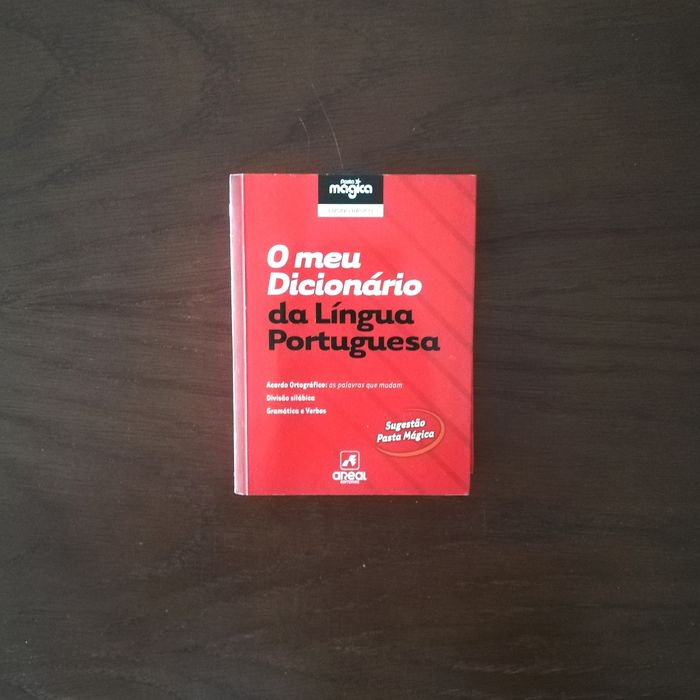 Pasta
mágica
O meu
Dicionário
da Língua
Portuguesa
Acordo Ortográfico: as palavras que mudam
Divisão silábica
Gramática e Verbos
Sugestão
Pasta Mágica
areal
EDITORES